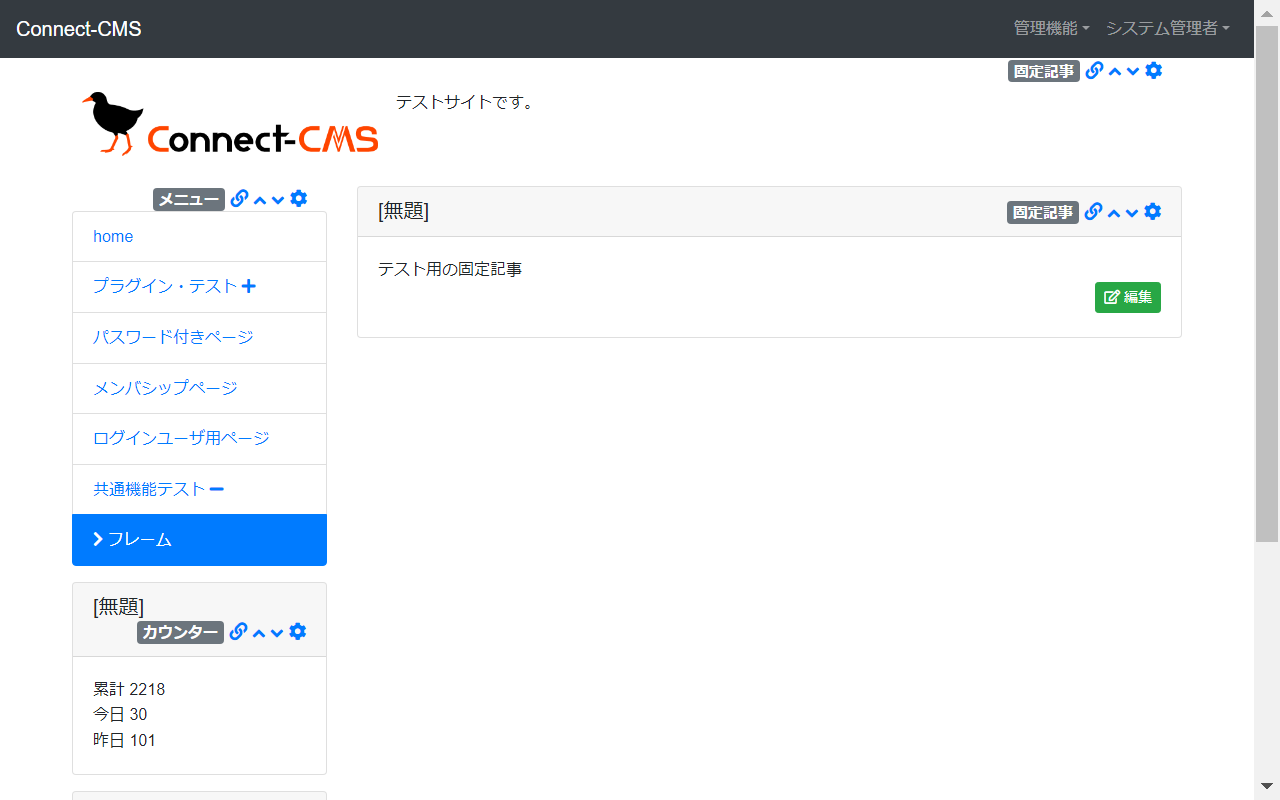 Connect-CMS
管理機能 システム管理者
固定記事
テストサイトです。
Connect-CMS
メニュー
home
プラグイン・テスト
パスワード付きページ
メンバシップページ
ログインユーザ用ページ
共通機能テスト
フレーム
[無題]
カウンター
累計 2218
今日 30
昨日 101
[無題]
固定記事
テスト用の固定記事
編集